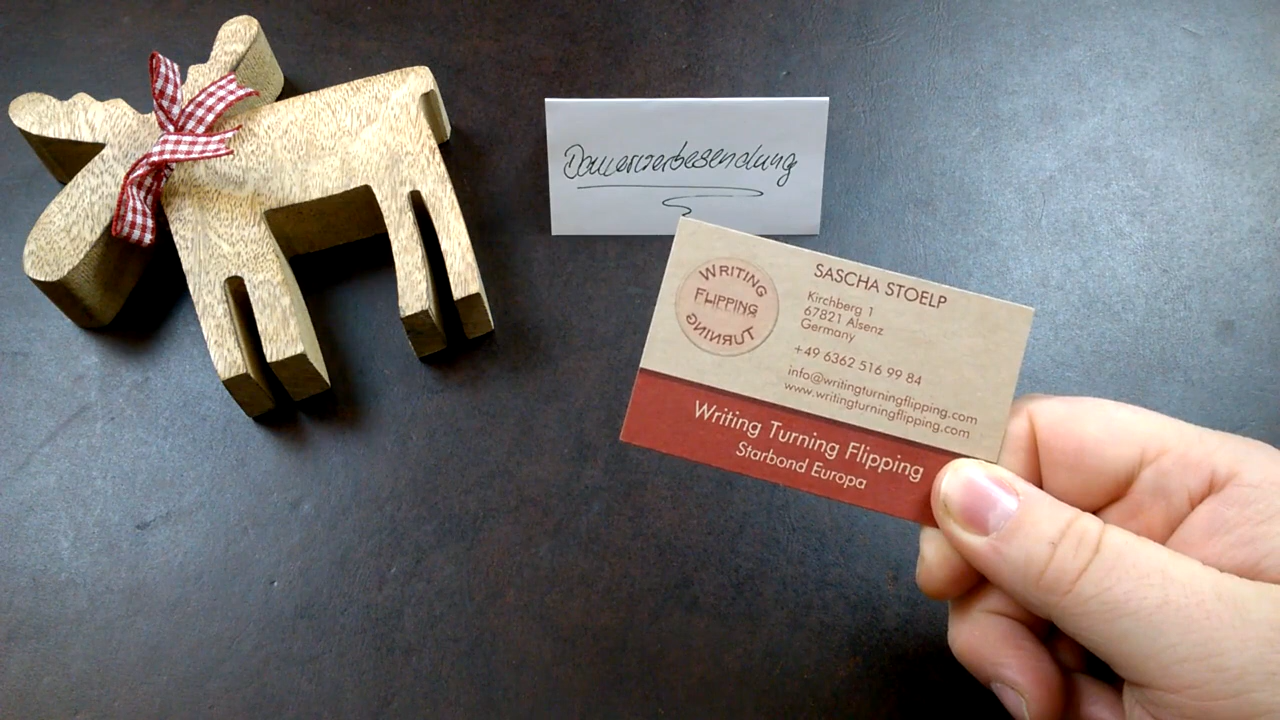 Dauerwerbesendung
WRITING
FLIPPING
TURNING
SASCHA STOELP
Kirchberg 1
67821 Alsenz
Germany
+49 6362 516 99 84
info@writingturningflipping.com
www.writingturningflipping.com
Writing Turning Flipping
Starbond Europa